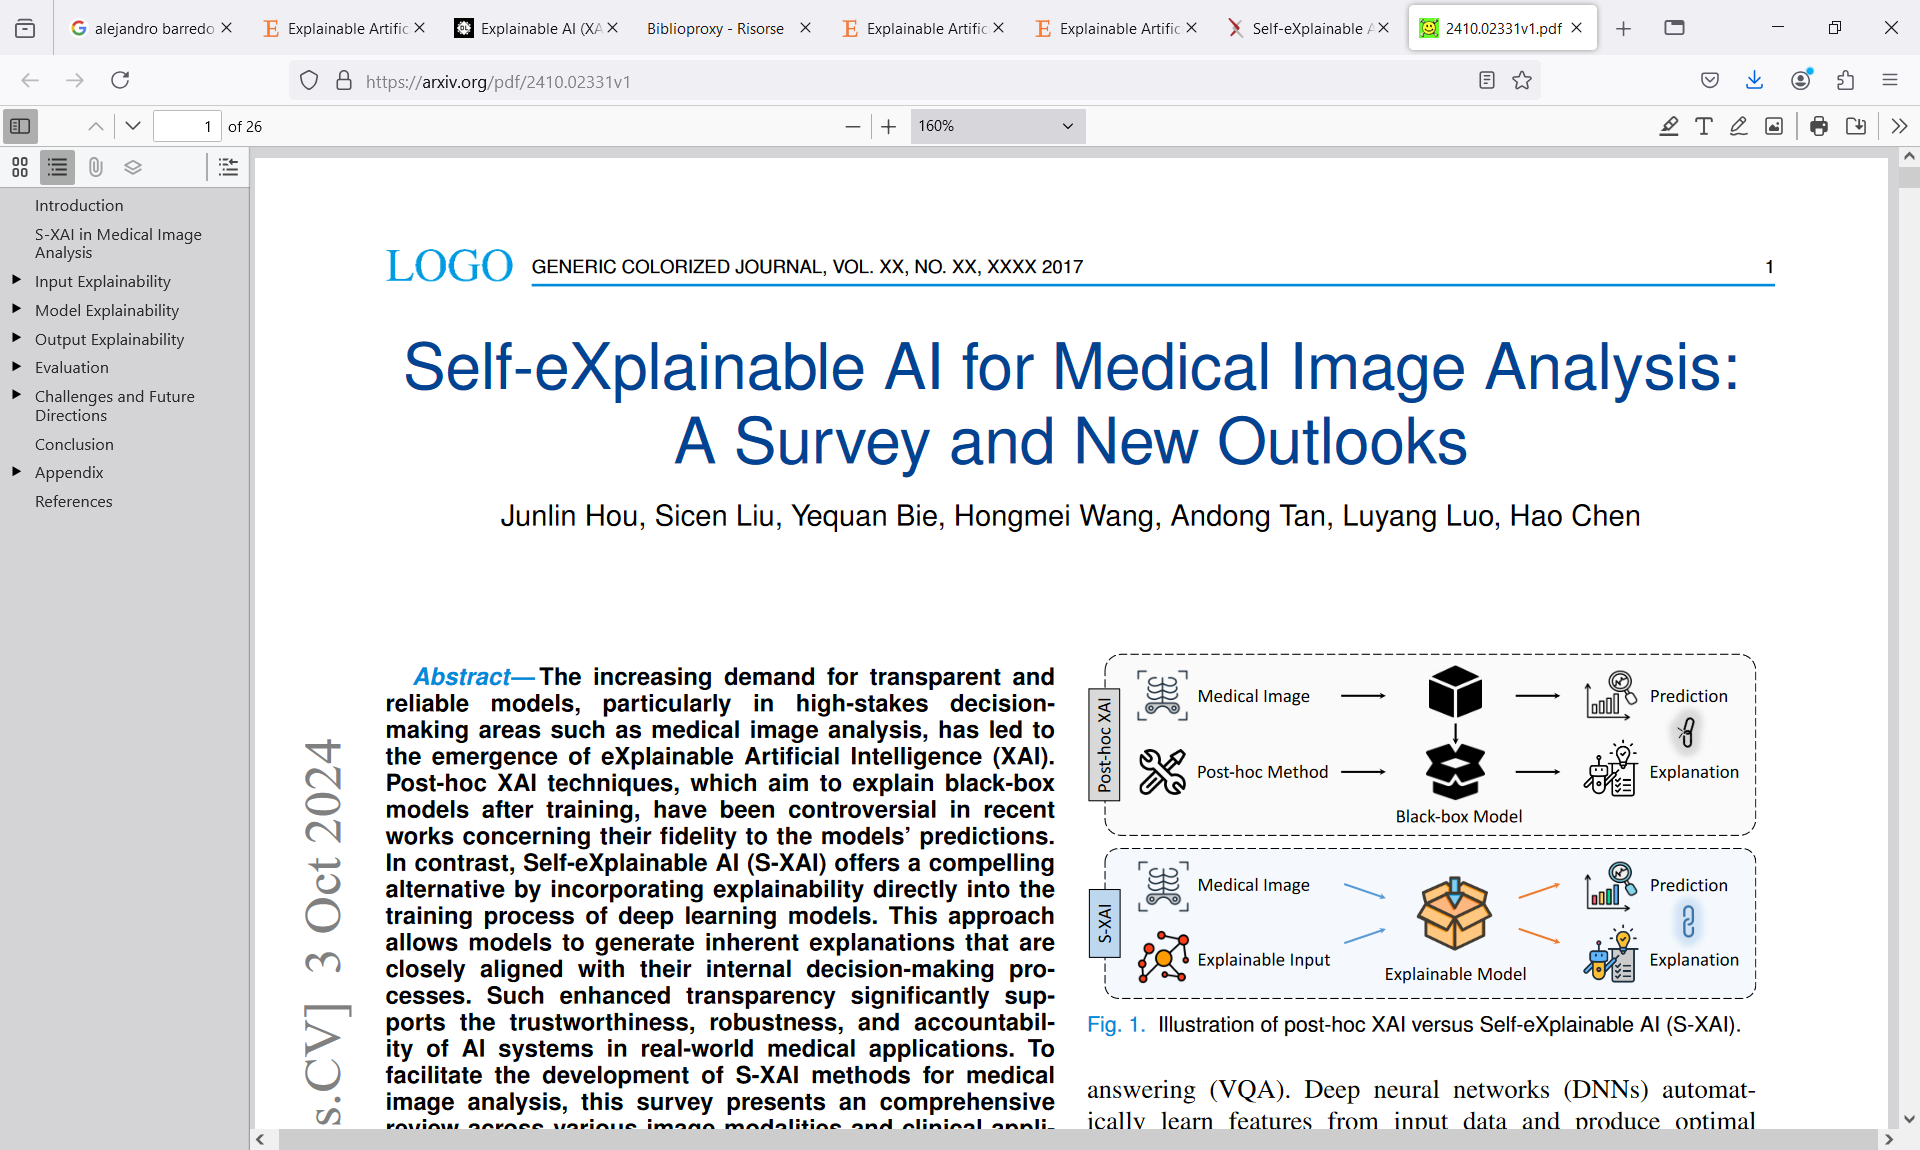 alejandro barredo
Explainable Artific
Explainable AI (XA
Biblioproxy - Risorse
Explainable Artific
Explainable Artific
Self-eXplainable A
2410.02331v1.pdf
https://arxiv.org/pdf/2410.02331v1
1 of 26
160%
Introduction
S-XAI in Medical Image
Analysis
Input Explainability
Model Explainability
Output Explainability
Evaluation
Challenges and Future
Directions
Conclusion
Appendix
References
LOGO GENERIC COLORIZED JOURNAL, VOL. XX, NO. XX, XXXX 2017 1
Self-eXplainable AI for Medical Image Analysis:
A Survey and New Outlooks
Junlin Hou, Sicen Liu, Yequan Bie, Hongmei Wang, Andong Tan, Luyang Luo, Hao Chen
s.CV] 3 Oct 2024
Abstract—The increasing demand for transparent and
reliable models, particularly in high-stakes decision-
making areas such as medical image analysis, has led to
the emergence of eXplainable Artificial Intelligence (XAI).
Post-hoc XAI techniques, which aim to explain black-box
models after training, have been controversial in recent
works concerning their fidelity to the models' predictions.
In contrast, Self-eXplainable AI (S-XAI) offers a compelling
alternative by incorporating explainability directly into the
training process of deep learning models. This approach
allows models to generate inherent explanations that are
closely aligned with their internal decision-making pro-
cesses. Such enhanced transparency significantly sup-
ports the trustworthiness, robustness, and accountabil-
ity of AI systems in real-world medical applications. To
facilitate the development of S-XAI methods for medical
image analysis, this survey presents an comprehensive
review across various image modalities and clinical appli-
Post-hoc XAI
Medical Image
Prediction
Post-hoc Method
Explanation
Black-box Model
S-XAI
Medical Image
Prediction
Explainable Input
Explanation
Explainable Model
Fig. 1. Illustration of post-hoc XAI versus Self-eXplainable AI (S-XAI).
answering (VQA). Deep neural networks (DNNs) automat-
ically learn features from input data and produce optimal